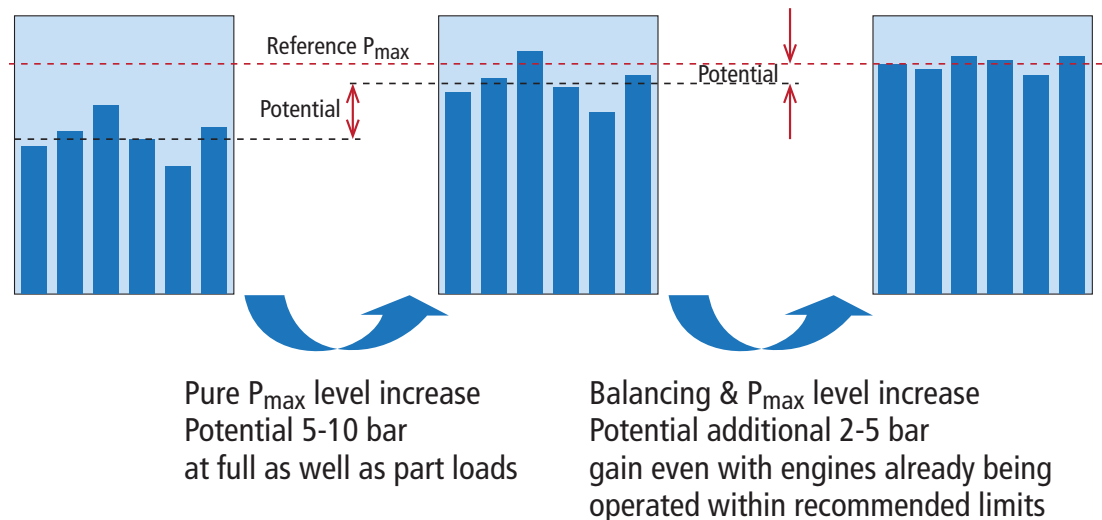 Reference Pmax
Potential
Potential
Pure Pmax level increase
Potential 5-10 bar
at full as well as part loads
Balancing & Pmax level increase
Potential additional 2-5 bar
gain even with engines already being
operated within recommended limits